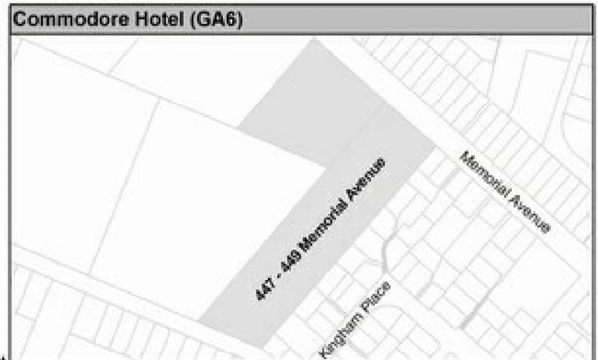 Commodore Hotel (GA6)
Memorial Avenue
447 - 449 Memorial Avenue
Kingham Place